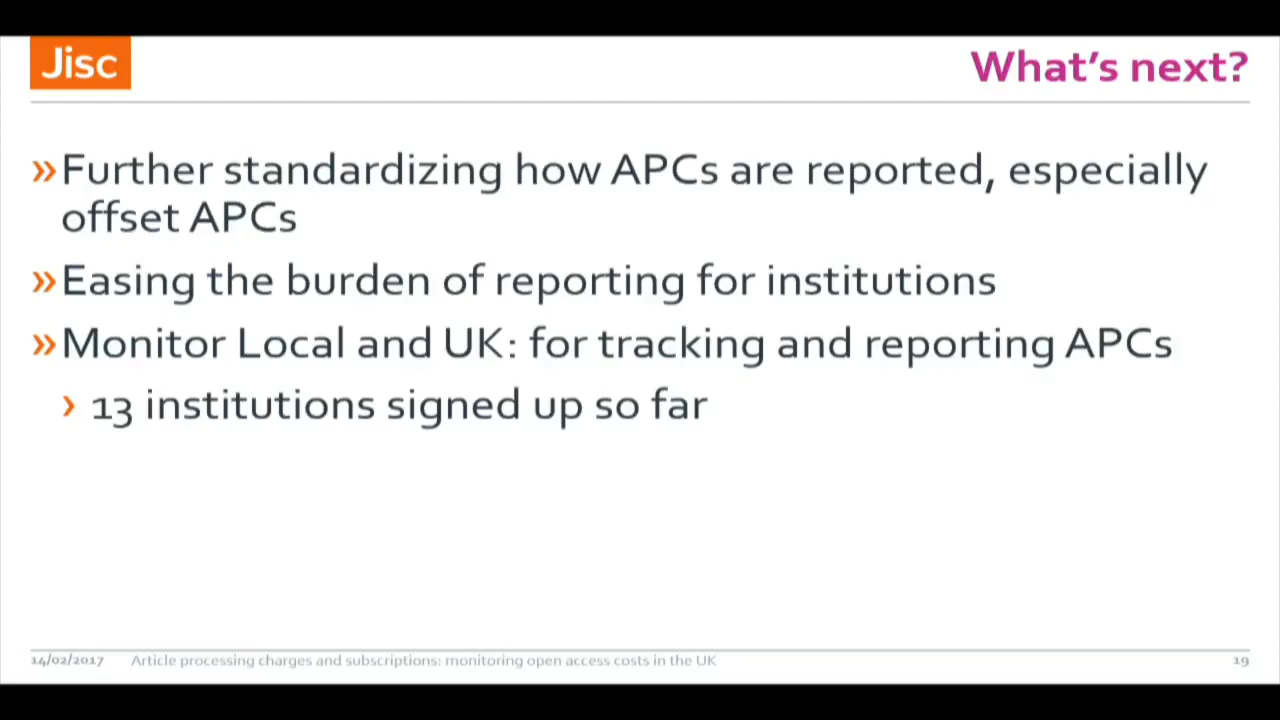 Jisc
What's next?
»Further standardizing how APCs are reported, especially
offset APCs
»Easing the burden of reporting for institutions
»Monitor Local and UK: for tracking and reporting APCs
› 13 institutions signed up so far
14/02/2017 Article processing charges and subscriptions: monitoring open access costs in the UK 19